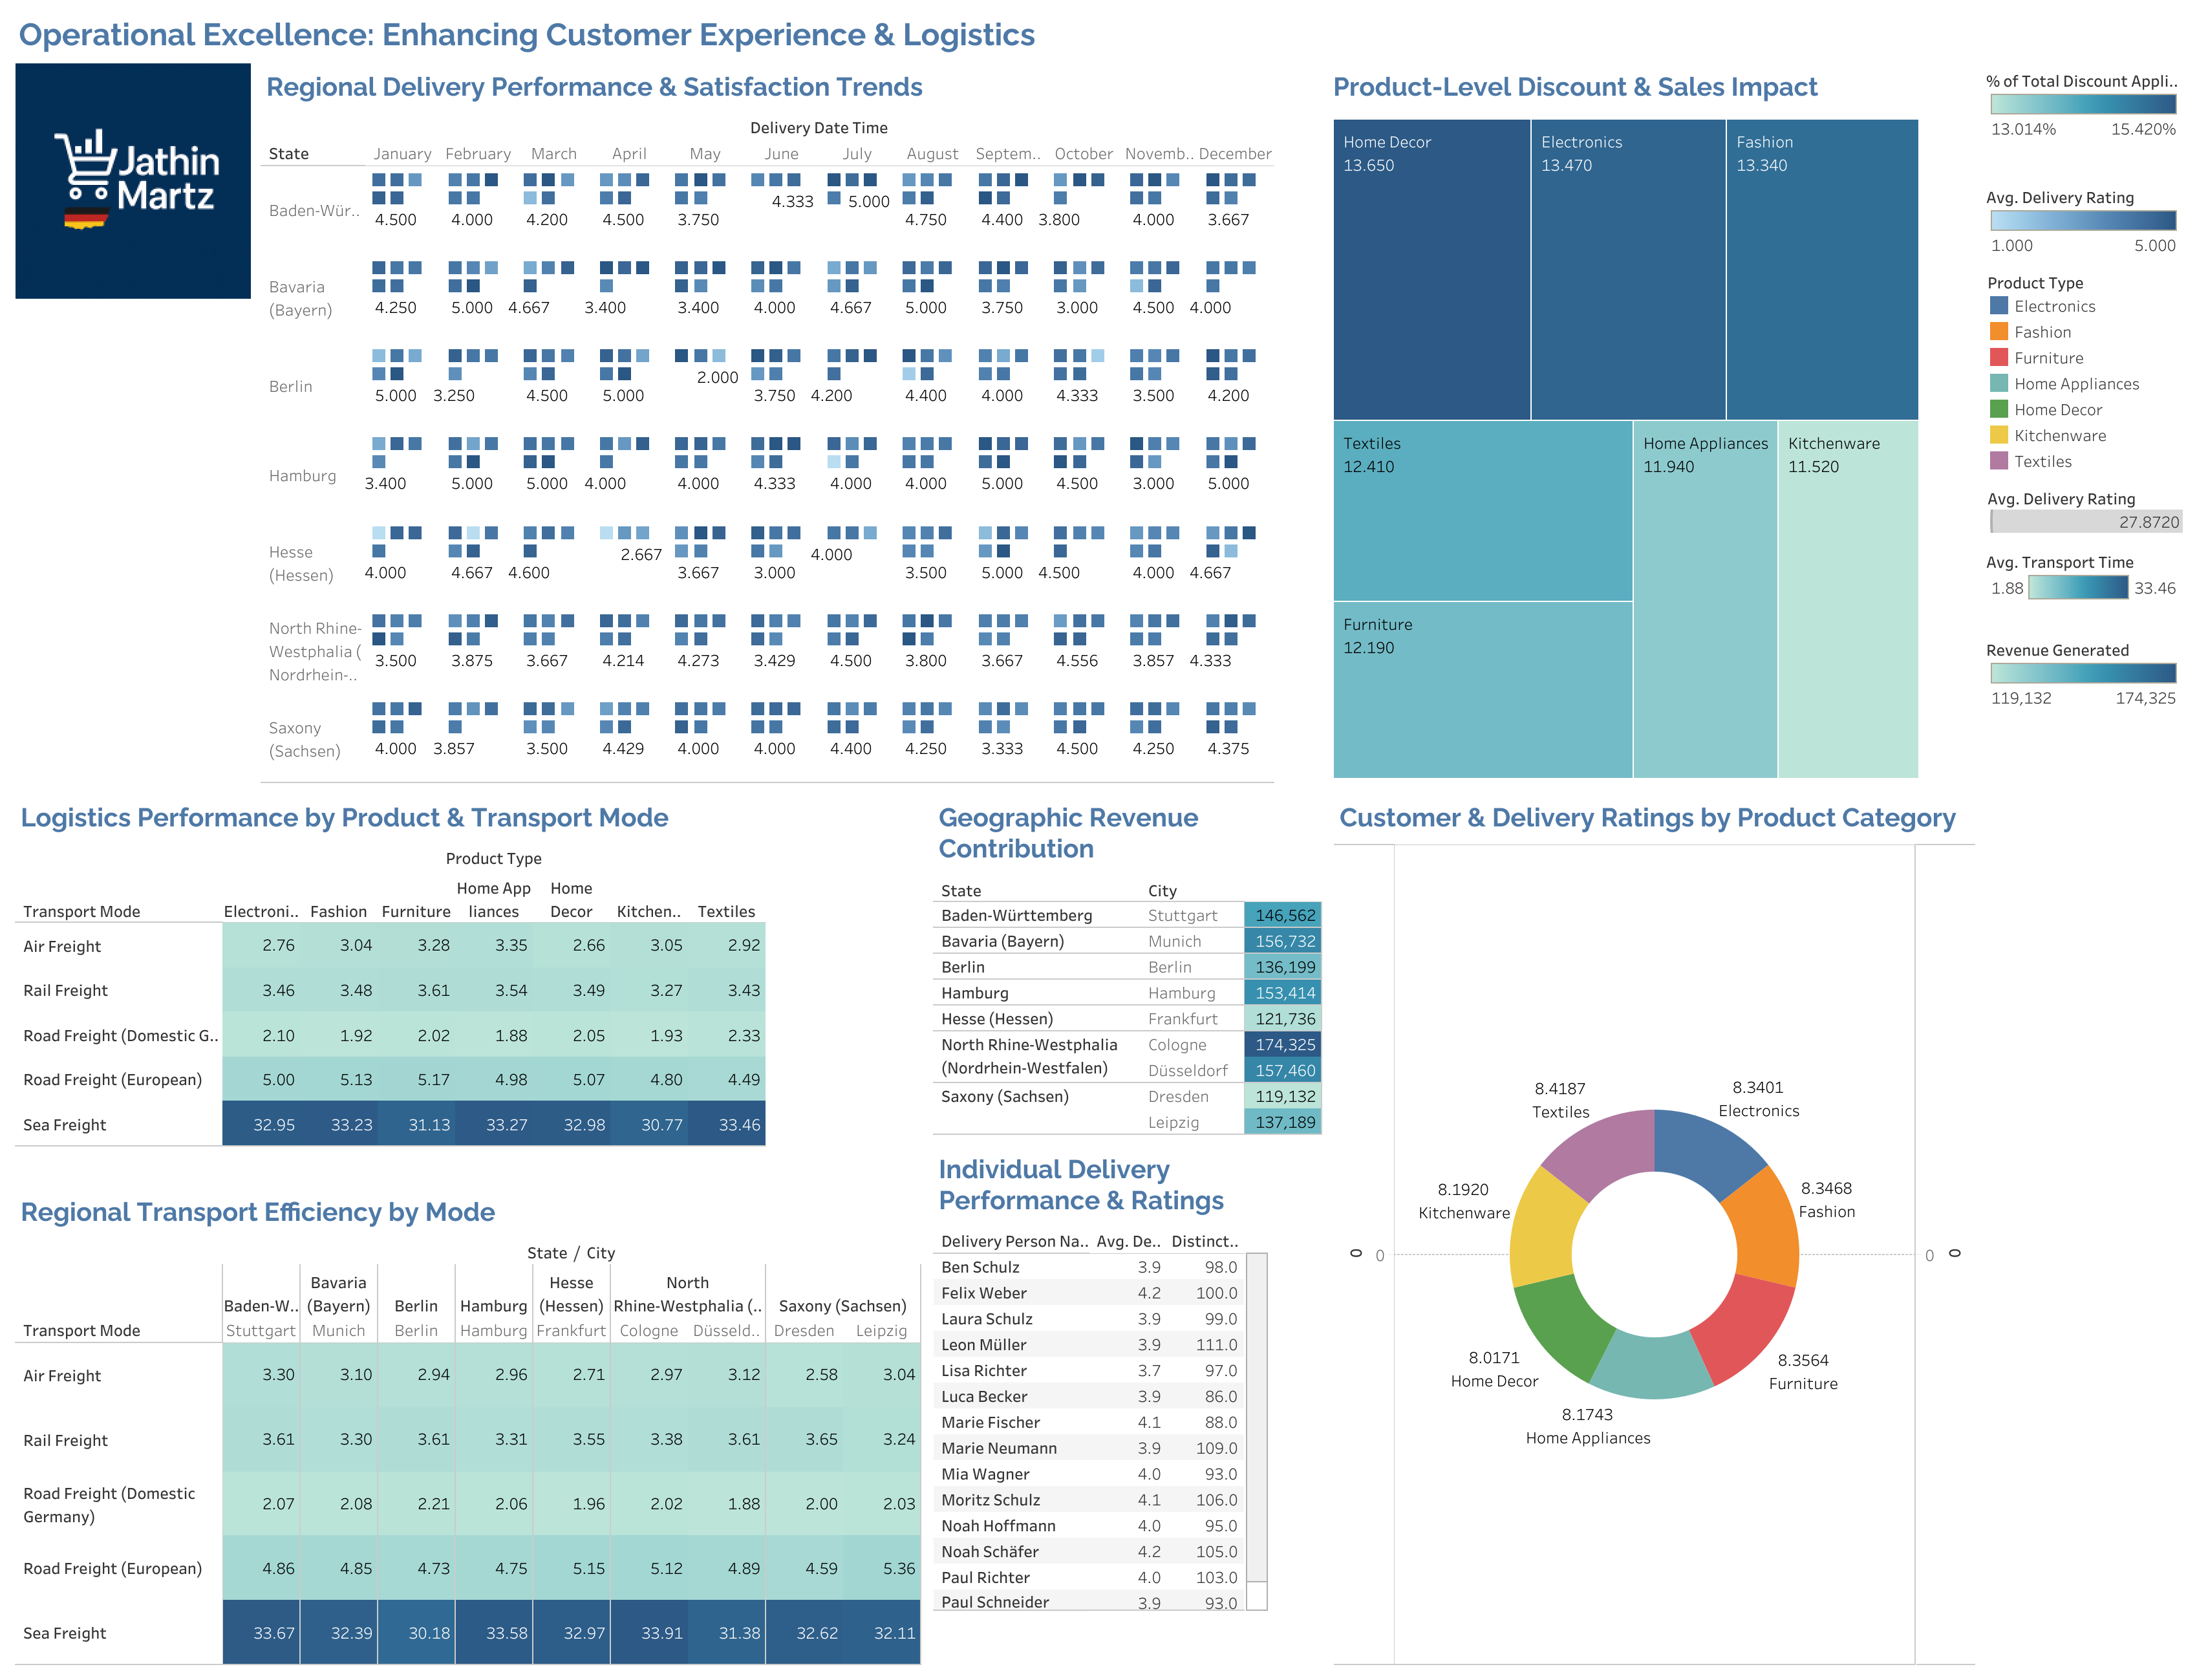 Operational Excellence: Enhancing Customer Experience & Logistics
Jathin
Martz
Regional Delivery Performance & Satisfaction Trends
Delivery Date Time
State January February March April May June July August Septem.. October Novemb.. December
Baden-Wür.. 4.500 4.000 4.200 4.500 3.750 4.333 5.000 4.750 4.400 3.800 4.000 3.667
Bavaria
(Bayern) 4.250 5.000 4.667 3.400 3.400 4.000 4.667 5.000 3.750 3.000 4.500 4.000
Berlin 5.000 3.250 4.500 5.000 2.000 3.750 4.200 4.400 4.000 4.333 3.500 4.200
Hamburg 3.400 5.000 5.000 4.000 4.000 4.333 4.000 4.000 5.000 4.500 3.000 5.000
Hesse
(Hessen) 4.000 4.667 4.600 2.667 3.667 3.000 4.000 3.500 5.000 4.500 4.000 4.667
North Rhine-
Westphalia ( 3.500 3.875 3.667 4.214 4.273 3.429 4.500 3.800 3.667 4.556 3.857 4.333
Nordrhein-..
Saxony
(Sachsen) 4.000 3.857 3.500 4.429 4.000 4.000 4.400 4.250 3.333 4.500 4.250 4.375
Product-Level Discount & Sales Impact
Home Decor
13.650
Electronics
13.470
Fashion
13.340
Textiles
12.410
Home Appliances
11.940
Kitchenware
11.520
Furniture
12.190
% of Total Discount Appli..
13.014% 15.420%
Avg. Delivery Rating
1.000 5.000
Product Type
Electronics
Fashion
Furniture
Home Appliances
Home Decor
Kitchenware
Textiles
Avg. Delivery Rating
27.8720
Avg. Transport Time
1.88 33.46
Revenue Generated
119,132 174,325
Logistics Performance by Product & Transport Mode
Product Type
Home App Home
Transport Mode Electroni.. Fashion Furniture liances Decor Kitchen.. Textiles
Air Freight 2.76 3.04 3.28 3.35 2.66 3.05 2.92
Rail Freight 3.46 3.48 3.61 3.54 3.49 3.27 3.43
Road Freight (Domestic G.. 2.10 1.92 2.02 1.88 2.05 1.93 2.33
Road Freight (European) 5.00 5.13 5.17 4.98 5.07 4.80 4.49
Sea Freight 32.95 33.23 31.13 33.27 32.98 30.77 33.46
Regional Transport Efficiency by Mode
State / City
Bavaria Hesse North
Baden-W.. (Bayern) Berlin Hamburg (Hessen) Rhine-Westphalia (.. Saxony (Sachsen)
Transport Mode Stuttgart Munich Berlin Hamburg Frankfurt Cologne Düsseld.. Dresden Leipzig
Air Freight 3.30 3.10 2.94 2.96 2.71 2.97 3.12 2.58 3.04
Rail Freight 3.61 3.30 3.61 3.31 3.55 3.38 3.61 3.65 3.24
Road Freight (Domestic
Germany) 2.07 2.08 2.21 2.06 1.96 2.02 1.88 2.00 2.03
Road Freight (European) 4.86 4.85 4.73 4.75 5.15 5.12 4.89 4.59 5.36
Sea Freight 33.67 32.39 30.18 33.58 32.97 33.91 31.38 32.62 32.11
Geographic Revenue
Contribution
State City
Baden-Württemberg Stuttgart 146,562
Bavaria (Bayern) Munich 156,732
Berlin Berlin 136,199
Hamburg Hamburg 153,414
Hesse (Hessen) Frankfurt 121,736
North Rhine-Westphalia Cologne 174,325
(Nordrhein-Westfalen) Düsseldorf 157,460
Saxony (Sachsen) Dresden 119,132
Leipzig 137,189
Individual Delivery
Performance & Ratings
Delivery Person Na.. Avg. De.. Distinct..
Ben Schulz 3.9 98.0
Felix Weber 4.2 100.0
Laura Schulz 3.9 99.0
Leon Müller 3.9 111.0
Lisa Richter 3.7 97.0
Luca Becker 3.9 86.0
Marie Fischer 4.1 88.0
Marie Neumann 3.9 109.0
Mia Wagner 4.0 93.0
Moritz Schulz 4.1 106.0
Noah Hoffmann 4.0 95.0
Noah Schäfer 4.2 105.0
Paul Richter 4.0 103.0
Paul Schneider 3.9 93.0
Customer & Delivery Ratings by Product Category
8.4187
Textiles
8.3401
Electronics
8.1920
Kitchenware
8.3468
Fashion
0 0 0 0
8.0171
Home Decor
8.3564
Furniture
8.1743
Home Appliances